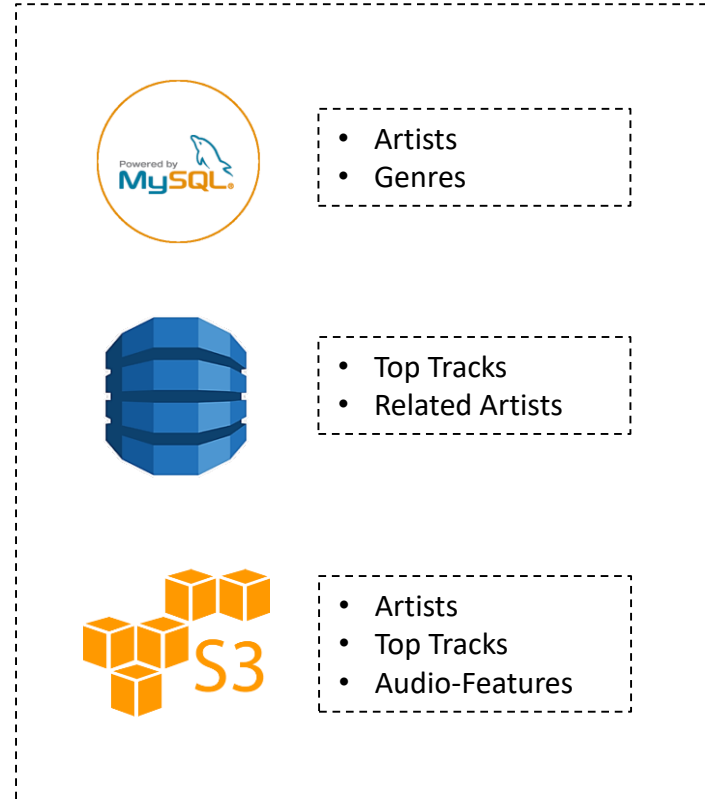 Powered by
MySQL®
• Artists
• Genres
• Top Tracks
• Related Artists
S3
• Artists
• Top Tracks
• Audio-Features